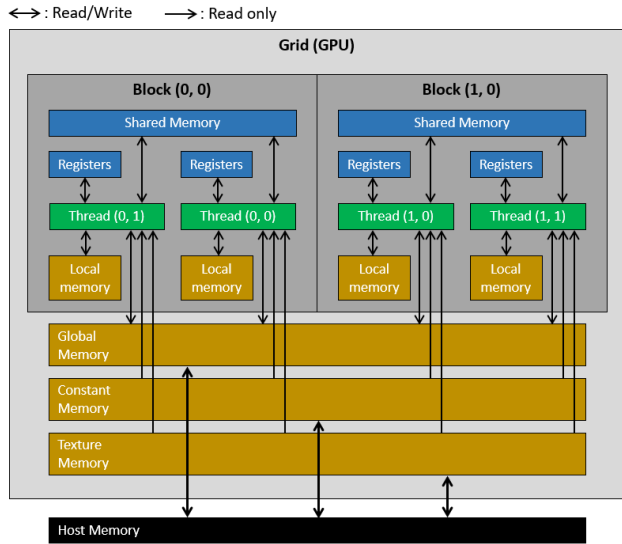 : Read/Write : Read only
Grid (GPU)
Block (0, 0) Block (1, 0)
Shared Memory Shared Memory
Registers Registers Registers Registers
Thread (0, 1) Thread (0, 0) Thread (1, 0) Thread (1, 1)
Local Local Local Local
memory memory memory memory
Global
Memory
Constant
Memory
Texture
Memory
Host Memory